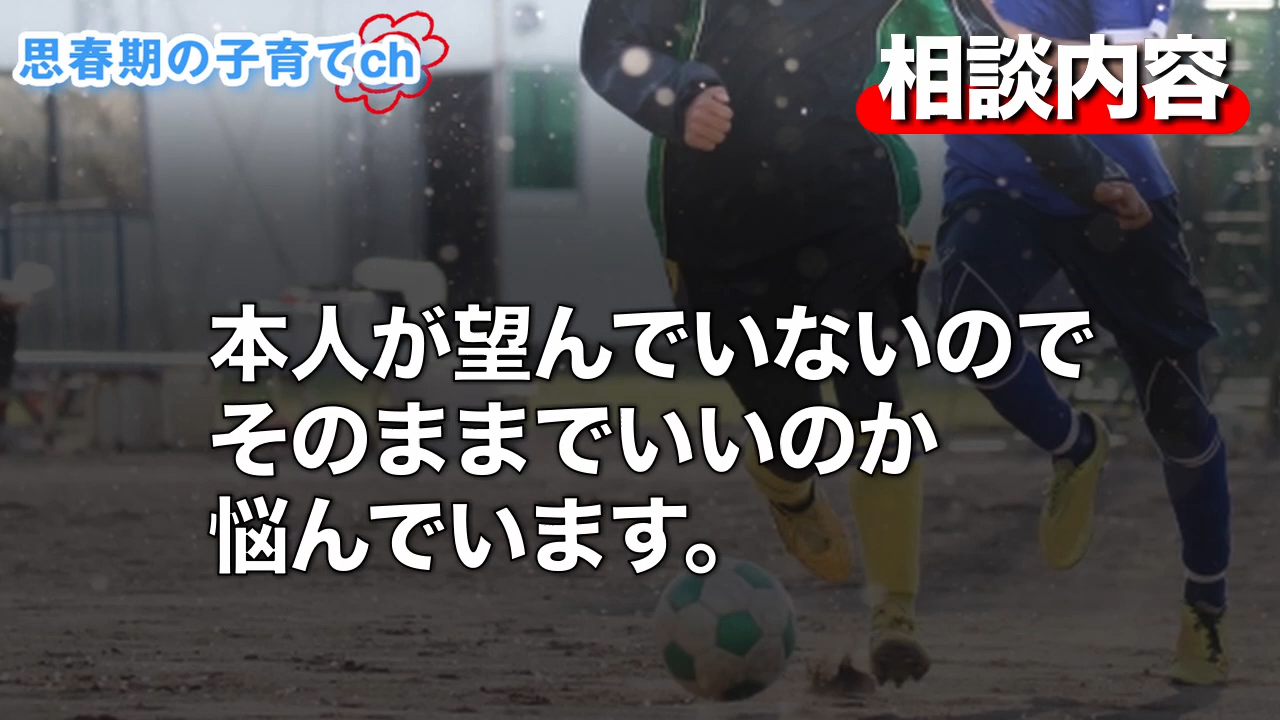 思春期の子育てch
相談内容
本人が望んでいないので
そのままでいいのか
悩んでいます。